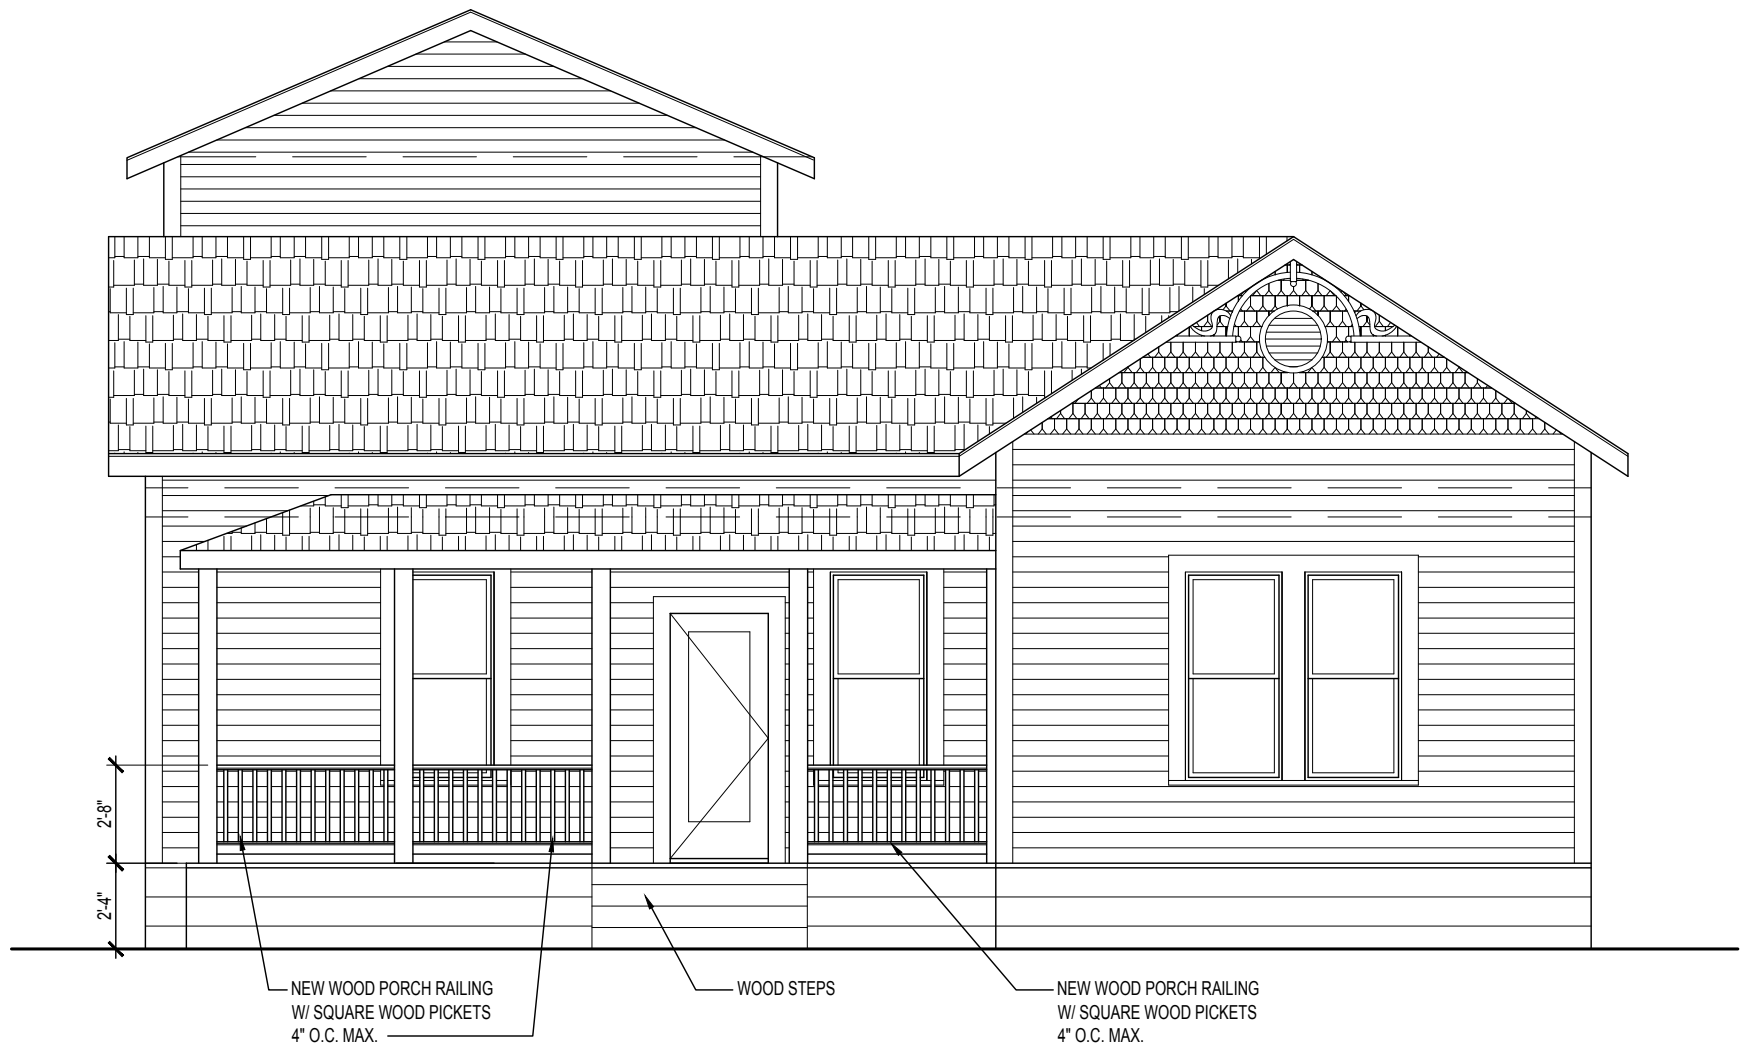 2'-8"
2'-4"
NEW WOOD PORCH RAILING
W/ SQUARE WOOD PICKETS
4" O.C. MAX.
WOOD STEPS
NEW WOOD PORCH RAILING
W/ SQUARE WOOD PICKETS
4" O.C. MAX.